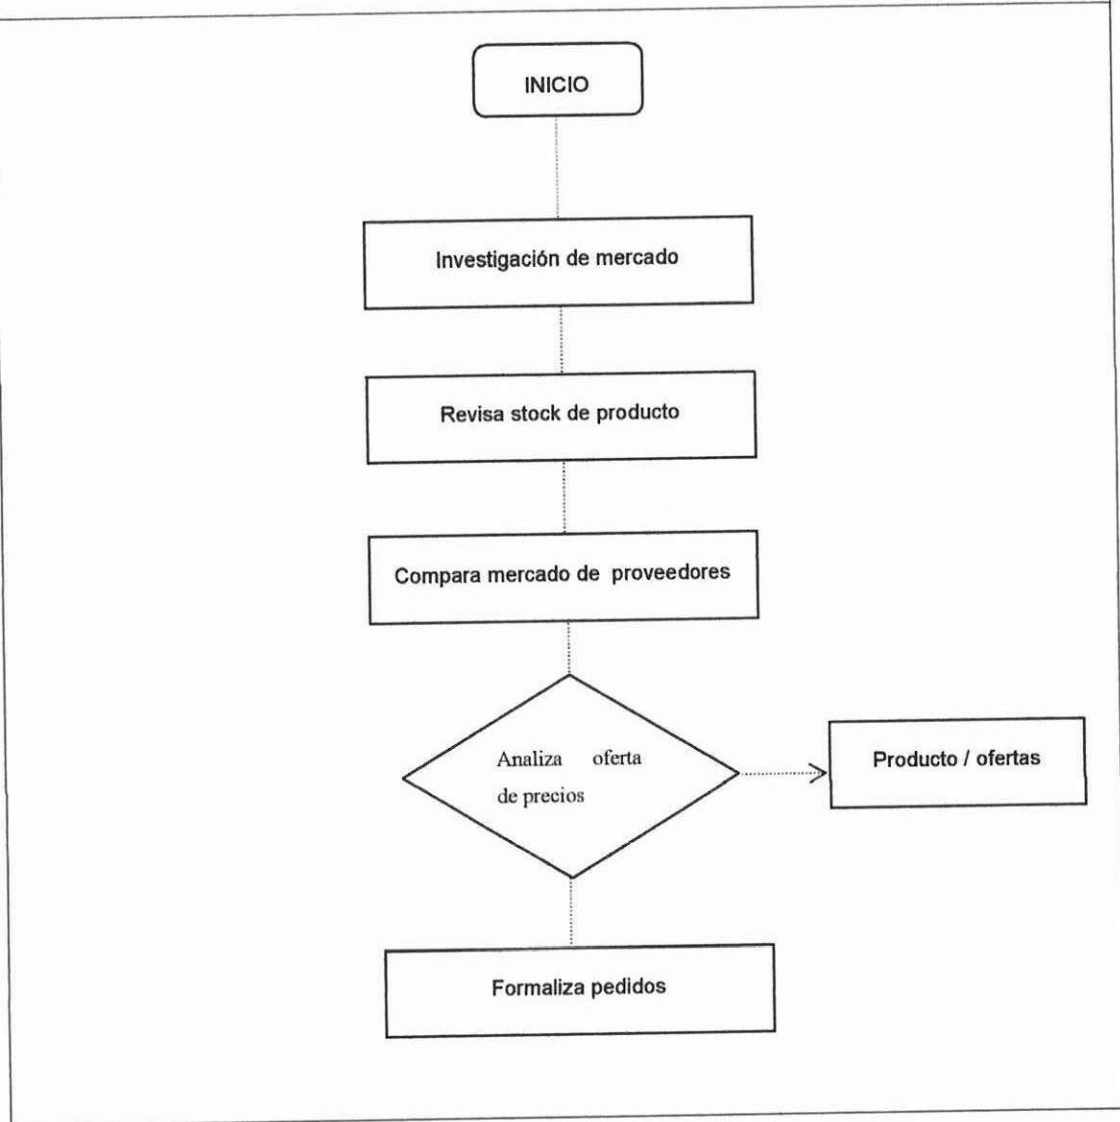 INICIO
Investigación de mercado
Revisa stock de producto
Compara mercado de proveedores
Analiza oferta
de precios
Producto / ofertas
Formaliza pedidos